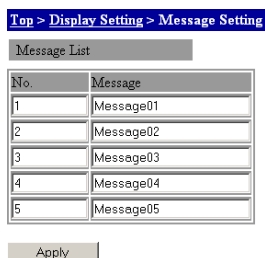 Top > Display Setting > Message Setting
Message List
No. Message
1 Message01
2 Message02
3 Message03
4 Message04
5 Message05
Apply